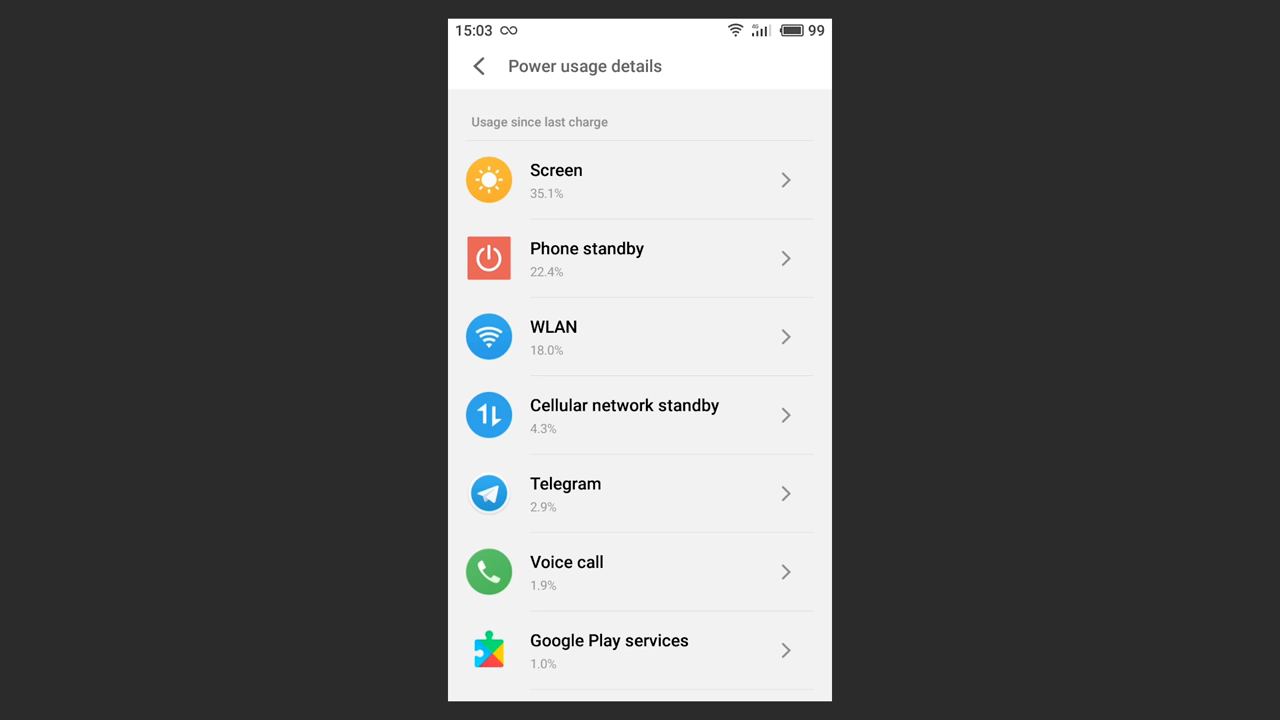 15:03 99
Power usage details
Usage since last charge
Screen
35.1%
Phone standby
22.4%
WLAN
18.0%
Cellular network standby
4.3%
Telegram
2.9%
Voice call
1.9%
Google Play services
1.0%